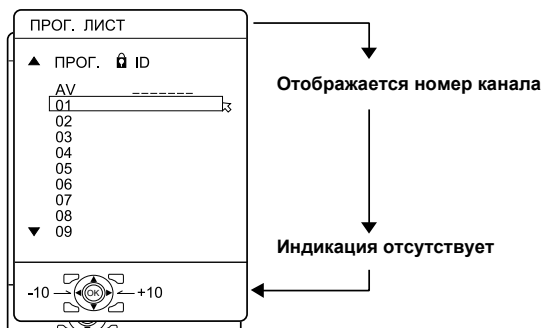 ПРОГ. ЛИСТ
ПРОГ. ID
AV _ _ _ _ _ _ _
01
02
03
04
05
06
07
08
09
-10 OK +10
Отображается номер канала
Индикация отсутствует